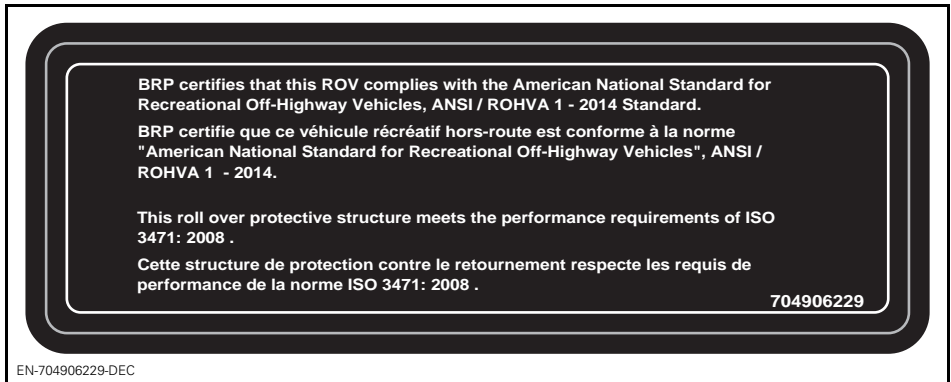 BRP certifies that this ROV complies with the American National Standard for
Recreational Off-Highway Vehicles, ANSI / ROHVA 1 - 2014 Standard.
BRP certifie que ce véhicule récréatif hors-route est conforme à la norme
"American National Standard for Recreational Off-Highway Vehicles", ANSI /
ROHVA 1 - 2014.
This roll over protective structure meets the performance requirements of ISO
3471: 2008 .
Cette structure de protection contre le retournement respecte les requis de
performance de la norme ISO 3471: 2008 .
704906229
EN-704906229-DEC